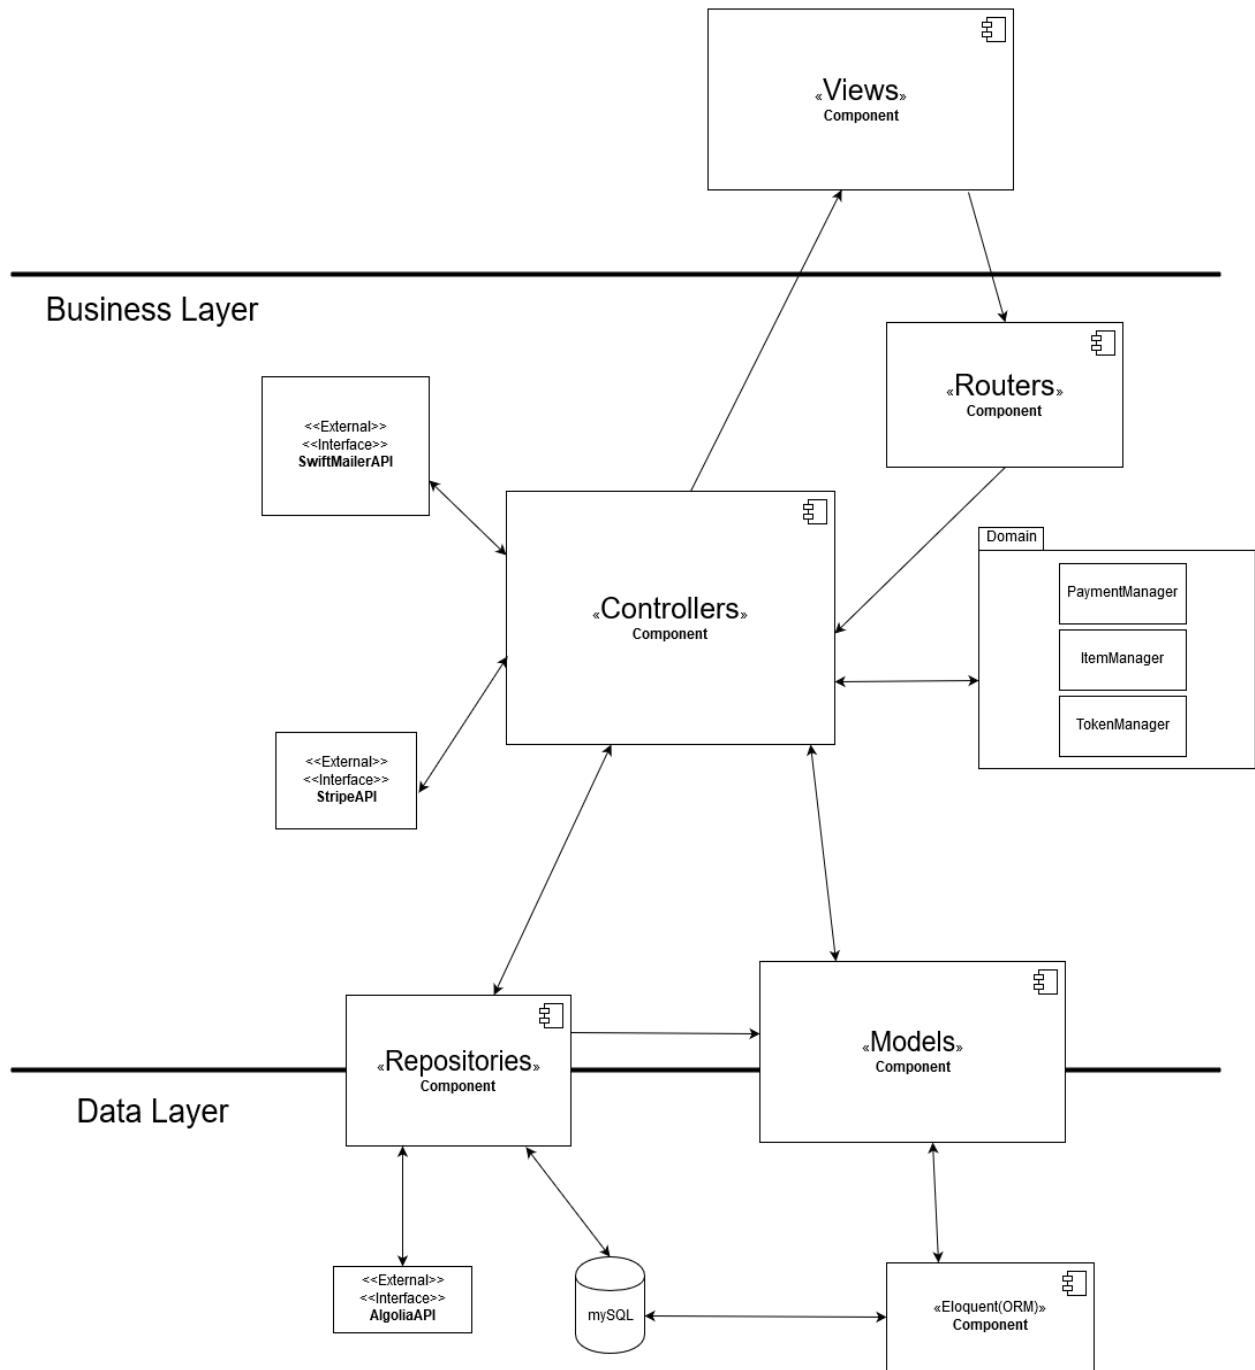 «Views»
Component
Business Layer
«Routers»
Component
<<External>>
<<Interface>>
SwiftMailerAPI
«Controllers»
Component
Domain
PaymentManager
ItemManager
TokenManager
<<External>>
<<Interface>>
StripeAPI
«Repositories»
Component
«Models»
Component
Data Layer
<<External>>
<<Interface>>
AlgoliaAPI
mySQL
«Eloquent(ORM)»
Component